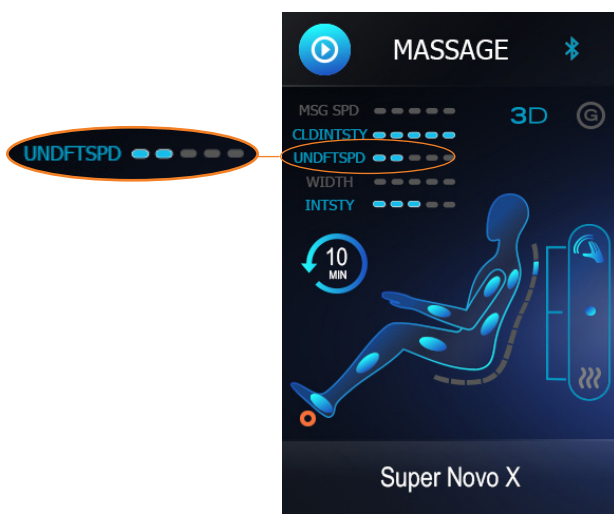 MASSAGE
MSG SPD
3D
G
CLDINTSTY
UNDFTSPD
UNDFTSPD
WIDTH
INTSTY
10
MIN
Super Novo X